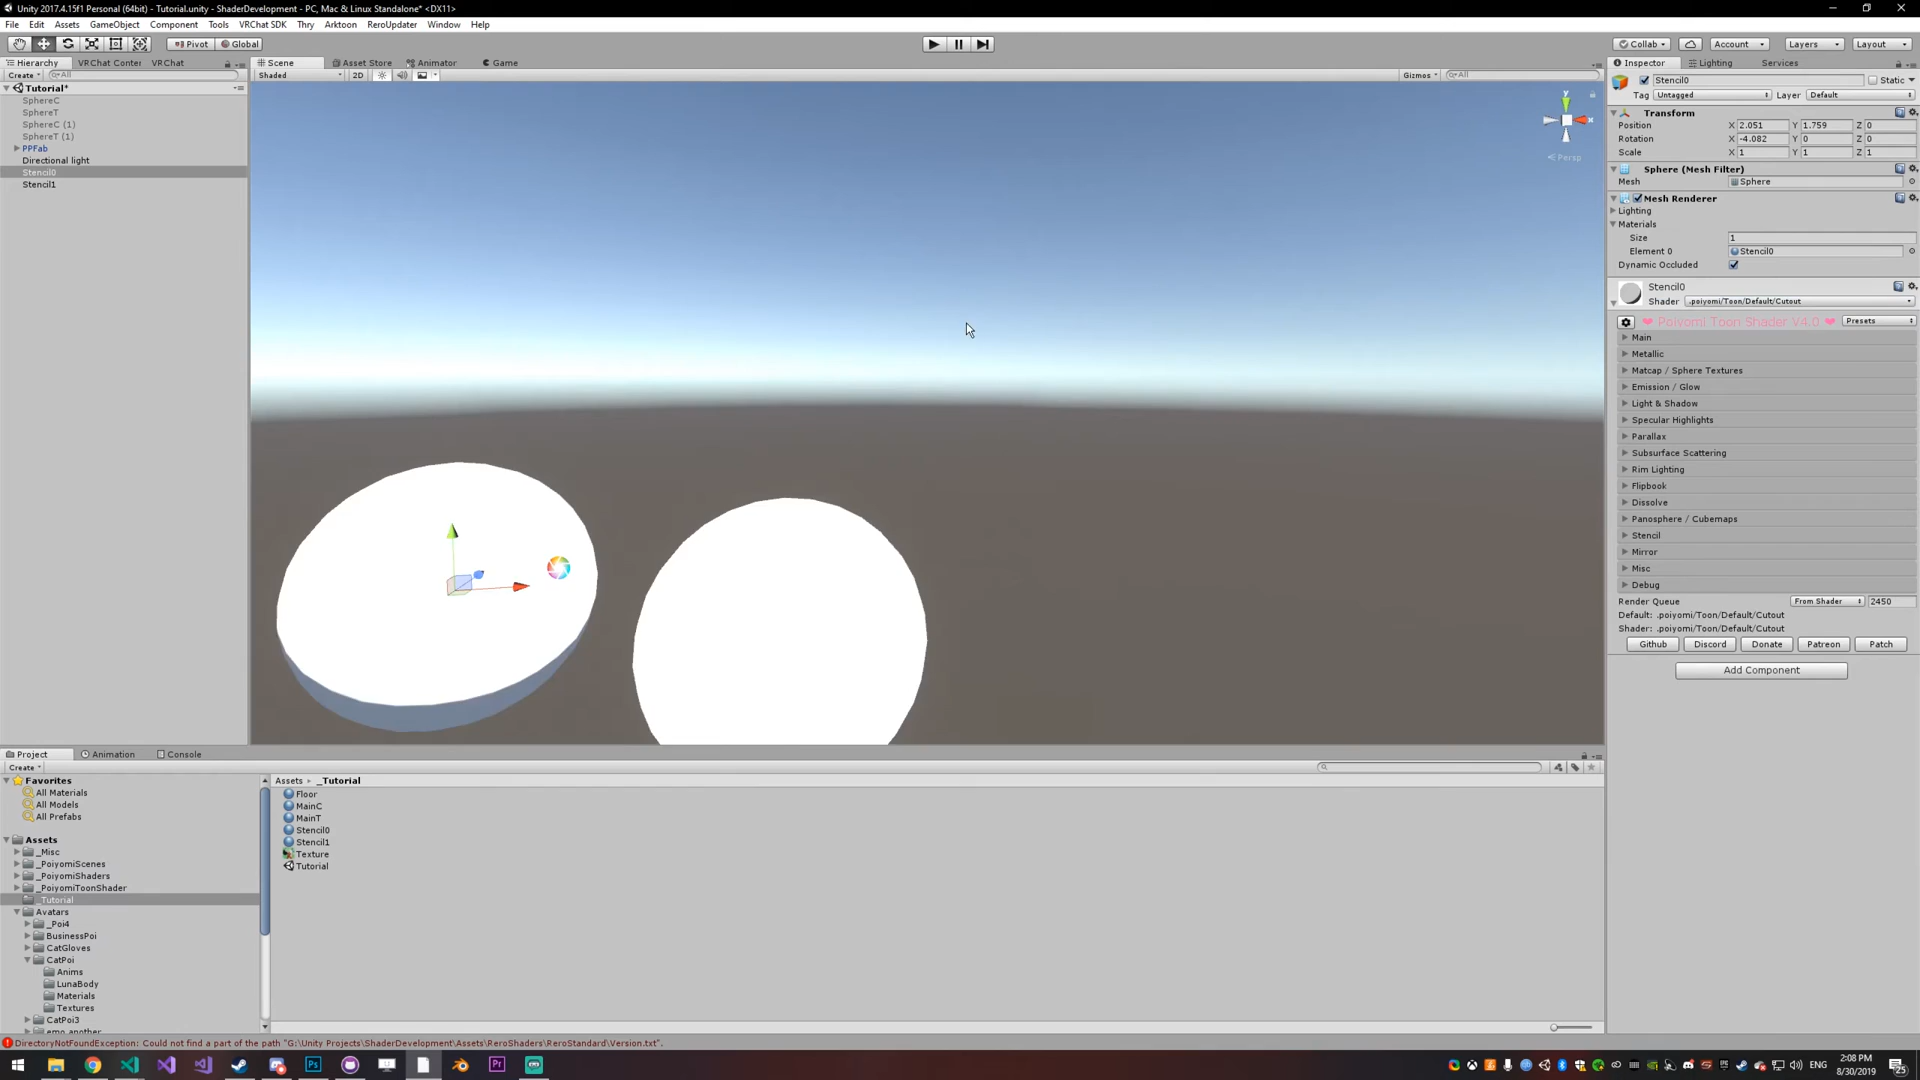 Unity 2017.4.15f1 Personal (64bit) - Tutorial.unity - ShaderDevelopment - PC, Mac & Linux Standalone* <DX11>
File Edit Assets GameObject Component Tools VRChat SDK Thry Arktoon ReroUpdater Window Help
Pivot Global
Collab Account Layers Layout
Hierarchy VRChat Conter VRChat
Create All
Tutorial*
SphereC
SphereT
SphereC (1)
SphereT (1)
PPFab
Directional light
Stencil0
Stencil1
Scene Asset Store Animator Game
Shaded 2D Gizmos All
y
x
Persp
Inspector Lighting Services
Stencil0 Static
Tag Untagged Layer Default
Transform
Position X 2.051 Y 1.759 Z 0
Rotation X -4.082 Y 0 Z 0
Scale X 1 Y 1 Z 1
Sphere (Mesh Filter)
Mesh Sphere
Mesh Renderer
Lighting
Materials
Size 1
Element 0 Stencil0
Dynamic Occluded
Stencil0
Shader .poiyomi/Toon/Default/Cutout
❤ Poiyomi Toon Shader V4.0 ❤ Presets
Main
Metallic
Matcap / Sphere Textures
Emission / Glow
Light & Shadow
Specular Highlights
Parallax
Subsurface Scattering
Rim Lighting
Flipbook
Dissolve
Panosphere / Cubemaps
Stencil
Mirror
Misc
Debug
Render Queue From Shader 2450
Default: .poiyomi/Toon/Default/Cutout
Shader: .poiyomi/Toon/Default/Cutout
Github Discord Donate Patreon Patch
Add Component
Project Animation Console
Create
Favorites
All Materials
All Models
All Prefabs
Assets
_Misc
_PoiyomiScenes
_PoiyomiShaders
_PoiyomiToonShader
_Tutorial
Avatars
_Poi4
BusinessPoi
CatGloves
CatPoi
Anims
LunaBody
Materials
Textures
CatPoi3
emo another
Assets _Tutorial
Floor
MainC
MainT
Stencil0
Stencil1
Texture
Tutorial
DirectoryNotFoundException: Could not find a part of the path "G:\Unity Projects\ShaderDevelopment\Assets\ReroShaders\ReroStandard\Version.txt".
ENG
2:08 PM
8/30/2019
25